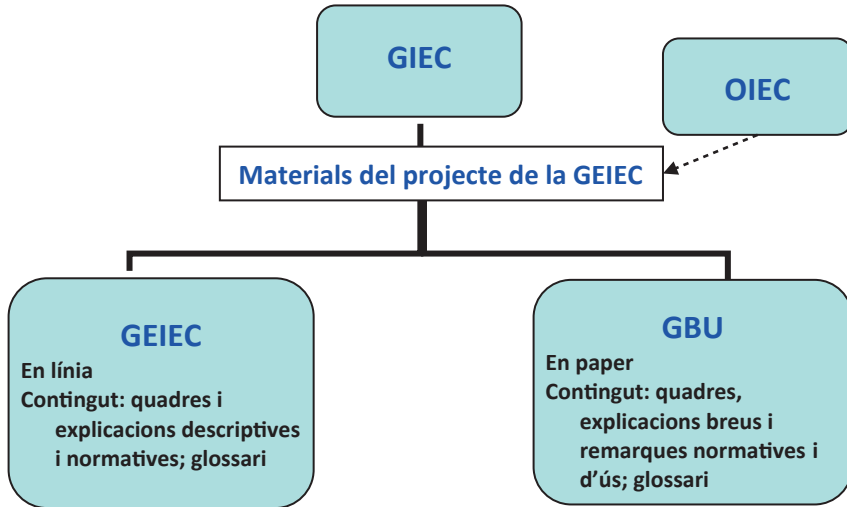 GIEC
OIEC
Materials del projecte de la GEIEC
GEIEC
En línia
Contingut: quadres i
explicacions descriptives
i normatives; glossari
GBU
En paper
Contingut: quadres,
explicacions breus i
remarques normatives i
d’ús; glossari